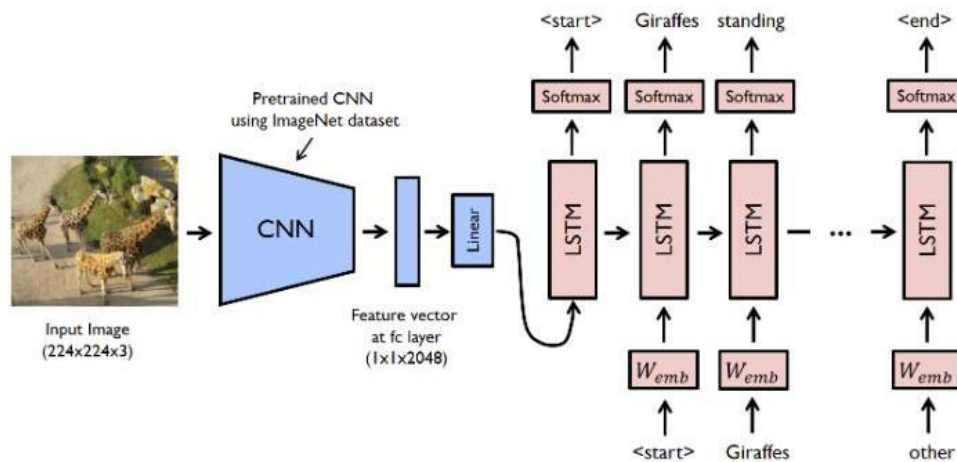 <start> Giraffes standing <end>
Softmax Softmax Softmax Softmax
Pretrained CNN
using ImageNet dataset
CNN
Linear
LSTM LSTM LSTM ... LSTM
Input Image
(224x224x3)
Feature vector
at fc layer
(1x1x2048)
W_emb W_emb W_emb
<start> Giraffes other